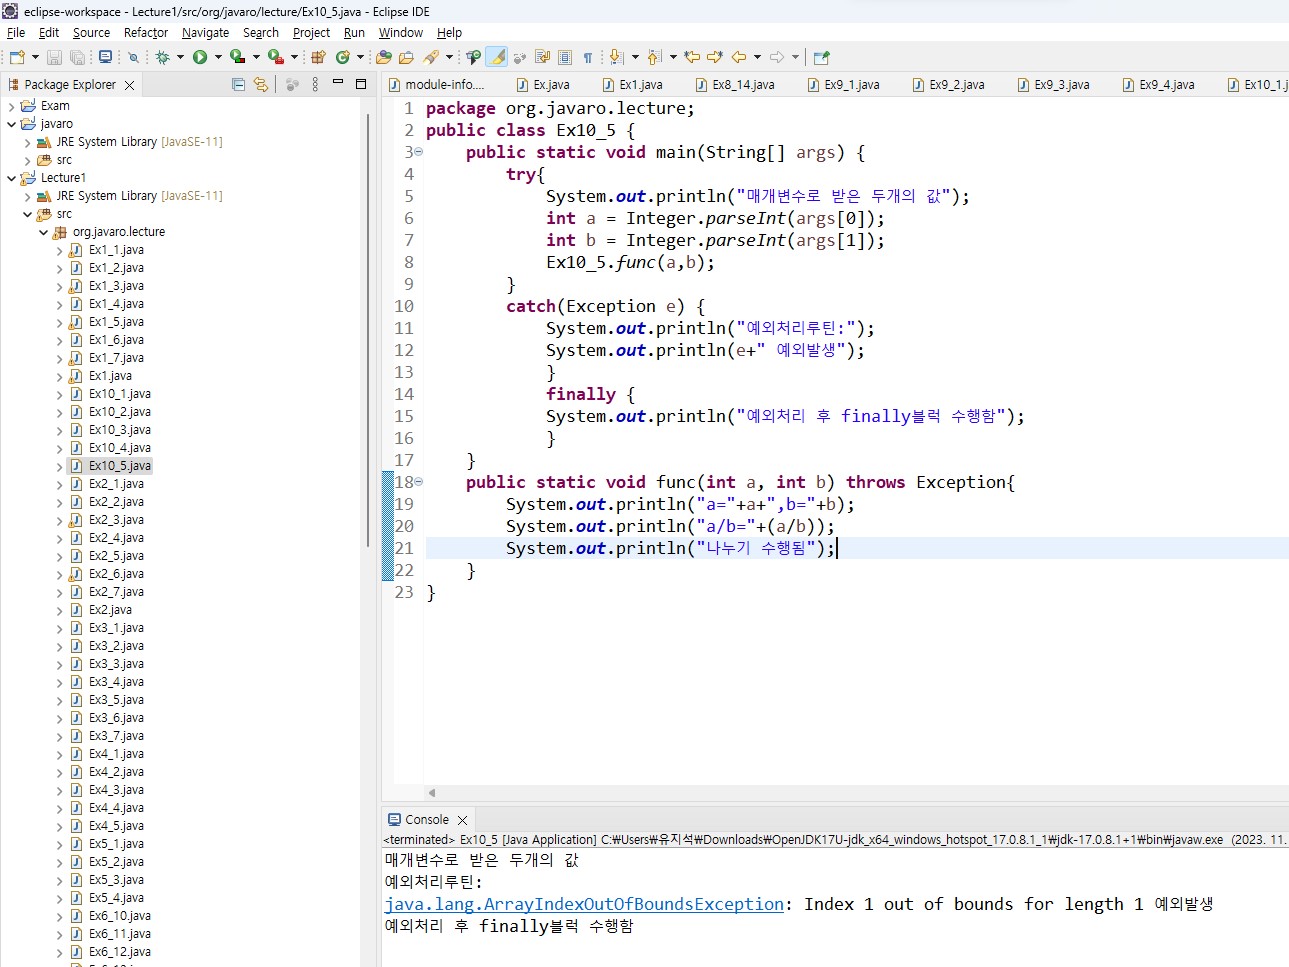 eclipse-workspace - Lecture1/src/org/javaro/lecture/Ex10_5.java - Eclipse IDE
File Edit Source Refactor Navigate Search Project Run Window Help
Package Explorer
Exam
javaro
JRE System Library [JavaSE-11]
src
Lecture1
JRE System Library [JavaSE-11]
src
org.javaro.lecture
Ex1_1.java
Ex1_2.java
Ex1_3.java
Ex1_4.java
Ex1_5.java
Ex1_6.java
Ex1_7.java
Ex1.java
Ex10_1.java
Ex10_2.java
Ex10_3.java
Ex10_4.java
Ex10_5.java
Ex2_1.java
Ex2_2.java
Ex2_3.java
Ex2_4.java
Ex2_5.java
Ex2_6.java
Ex2_7.java
Ex2.java
Ex3_1.java
Ex3_2.java
Ex3_3.java
Ex3_4.java
Ex3_5.java
Ex3_6.java
Ex3_7.java
Ex4_1.java
Ex4_2.java
Ex4_3.java
Ex4_4.java
Ex4_5.java
Ex5_1.java
Ex5_2.java
Ex5_3.java
Ex5_4.java
Ex6_10.java
Ex6_11.java
Ex6_12.java
module-info.... Ex.java Ex1.java Ex8_14.java Ex9_1.java Ex9_2.java Ex9_3.java Ex9_4.java Ex10_1.j
1 package org.javaro.lecture;
2 public class Ex10_5 {
3 public static void main(String[] args) {
4 try{
5 System.out.println("매개변수로 받은 두개의 값");
6 int a = Integer.parseInt(args[0]);
7 int b = Integer.parseInt(args[1]);
8 Ex10_5.func(a,b);
9 }
10 catch(Exception e) {
11 System.out.println("예외처리루틴:");
12 System.out.println(e+" 예외발생");
13 }
14 finally {
15 System.out.println("예외처리 후 finally블럭 수행함");
16 }
17 }
18 public static void func(int a, int b) throws Exception{
19 System.out.println("a="+a+",b="+b);
20 System.out.println("a/b="+(a/b));
21 System.out.println("나누기 수행됨");
22 }
23 }
Console
<terminated> Ex10_5 [Java Application] C:₩Users₩유지석₩Downloads₩OpenJDK17U-jdk_x64_windows_hotspot_17.0.8.1_1₩jdk-17.0.8.1+1₩bin₩javaw.exe (2023. 11.
매개변수로 받은 두개의 값
예외처리루틴:
java.lang.ArrayIndexOutOfBoundsException: Index 1 out of bounds for length 1 예외발생
예외처리 후 finally블럭 수행함